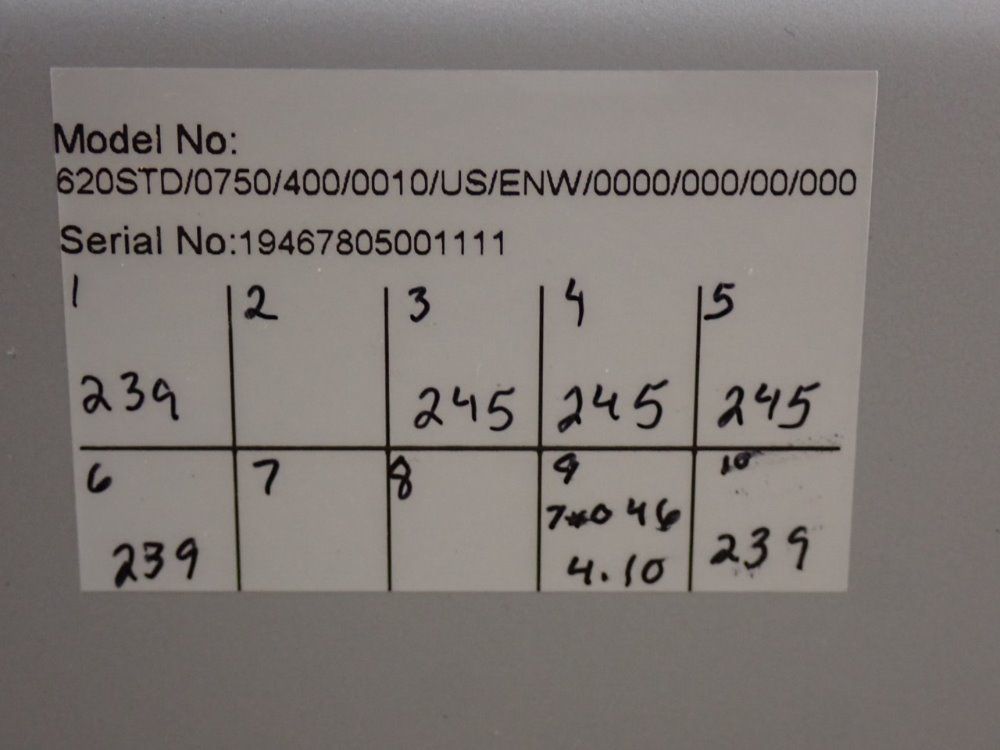 Model No:
620STD/0750/400/0010/US/ENW/0000/000/00/000
Serial No:19467805001111
1 2 3 4 5
239 245 245 245
6 7 8 9 10
046
239 4.10 239